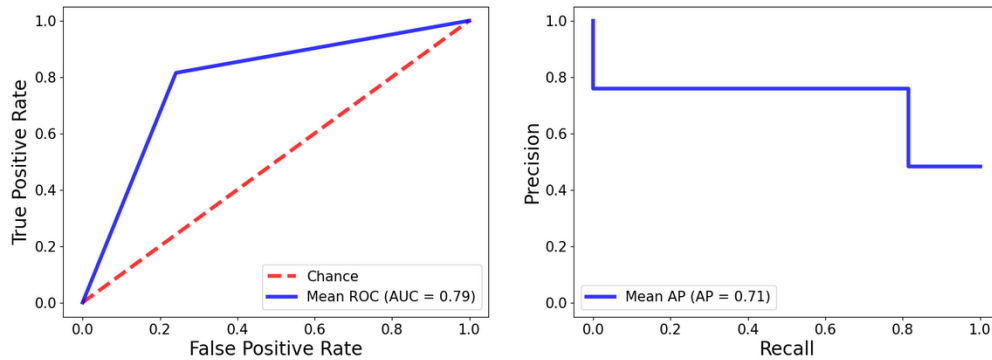 True Positive Rate
1.0
0.8
0.6
0.4
0.2
0.0
Chance
Mean ROC (AUC = 0.79)
0.0 0.2 0.4 0.6 0.8 1.0
False Positive Rate
Precision
1.0
0.8
0.6
0.4
0.2
0.0
Mean AP (AP = 0.71)
0.0 0.2 0.4 0.6 0.8 1.0
Recall